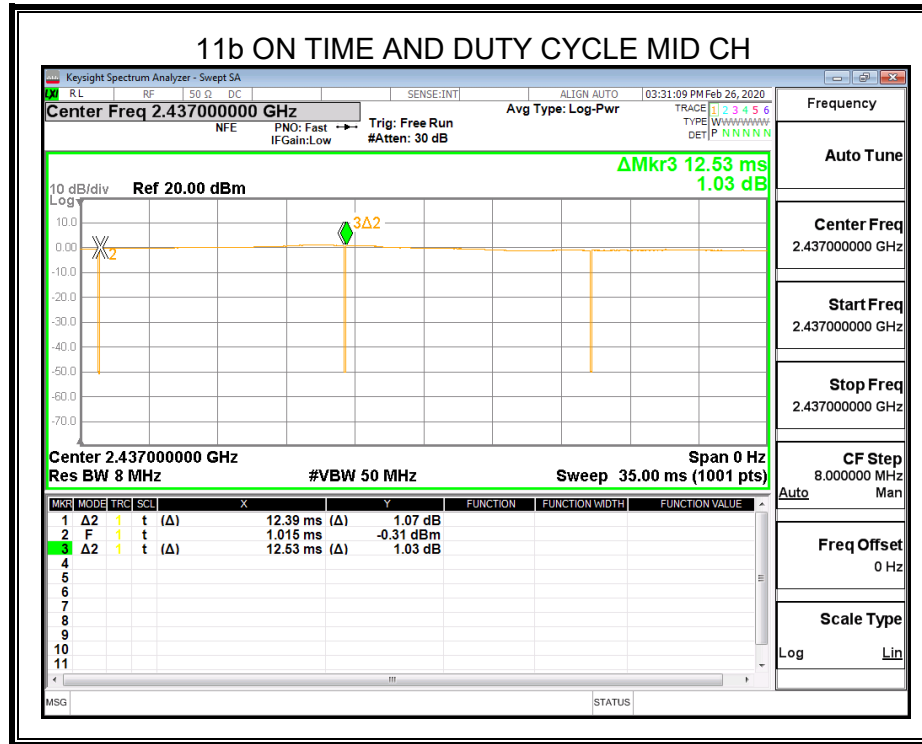 11b ON TIME AND DUTY CYCLE MID CH
Keysight Spectrum Analyzer - Swept SA
LXI RL RF 50 Ω DC SENSE:INT ALIGN AUTO 03:31:09 PM Feb 26, 2020
Center Freq 2.437000000 GHz
NFE
PNO: Fast
IFGain:Low
Trig: Free Run
#Atten: 30 dB
Avg Type: Log-Pwr
TRACE 1 2 3 4 5 6
TYPE WWWWWW
DET P N N N N N
ΔMkr3 12.53 ms
1.03 dB
10 dB/div Ref 20.00 dBm
Log
10.0
0.00
-10.0
-20.0
-30.0
-40.0
-50.0
-60.0
-70.0
2
3Δ2
Center 2.437000000 GHz Span 0 Hz
Res BW 8 MHz #VBW 50 MHz Sweep 35.00 ms (1001 pts)
MKR MODE TRC SCL X Y FUNCTION FUNCTION WIDTH FUNCTION VALUE
1 Δ2 1 t (Δ) 12.39 ms (Δ) 1.07 dB
2 F 1 t 1.015 ms -0.31 dBm
3 Δ2 1 t (Δ) 12.53 ms (Δ) 1.03 dB
4
5
6
7
8
9
10
11
MSG STATUS
Frequency
Auto Tune
Center Freq
2.437000000 GHz
Start Freq
2.437000000 GHz
Stop Freq
2.437000000 GHz
CF Step
8.000000 MHz
Auto Man
Freq Offset
0 Hz
Scale Type
Log Lin